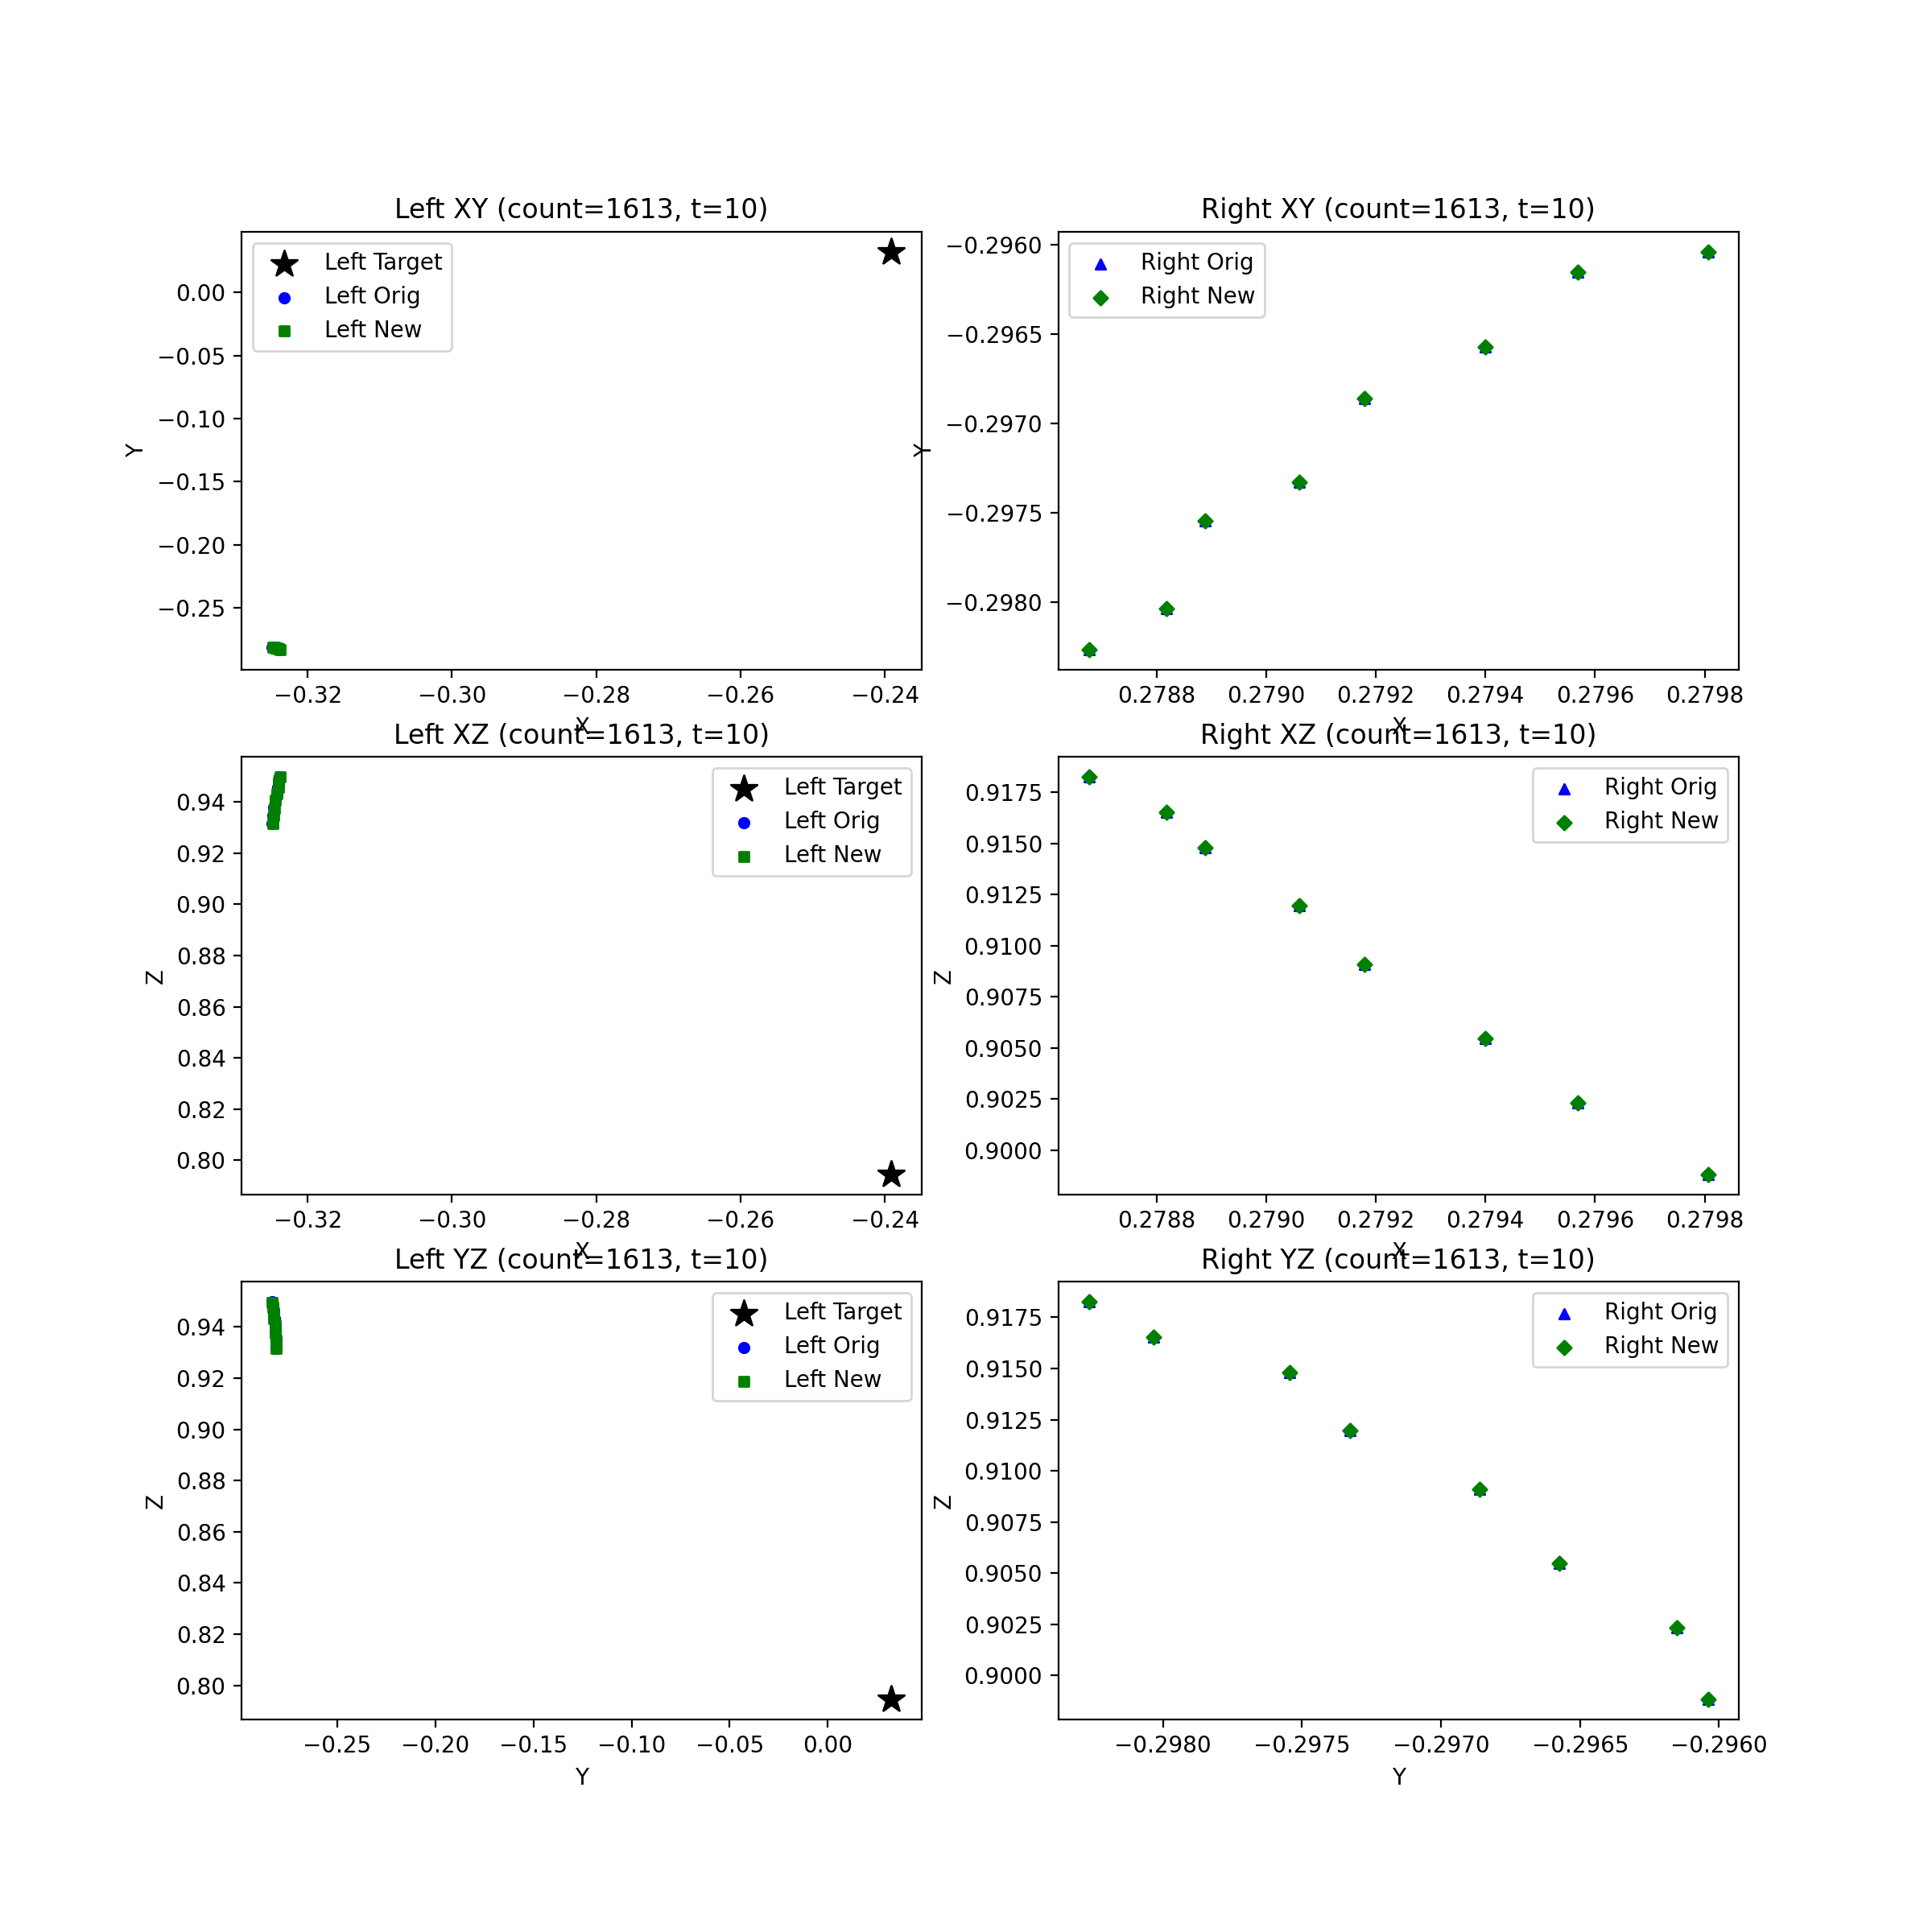 Left XY (count=1613, t=10)
Left Target
Left Orig
Left New
0.00
−0.05
−0.10
−0.15
−0.20
−0.25
Y
−0.32
−0.30
−0.28
−0.26
−0.24
X
Right XY (count=1613, t=10)
Right Orig
Right New
−0.2960
−0.2965
−0.2970
−0.2975
−0.2980
Y
0.2788
0.2790
0.2792
0.2794
0.2796
0.2798
X
Left XZ (count=1613, t=10)
Left Target
Left Orig
Left New
0.94
0.92
0.90
0.88
0.86
0.84
0.82
0.80
Z
−0.32
−0.30
−0.28
−0.26
−0.24
X
Right XZ (count=1613, t=10)
Right Orig
Right New
0.9175
0.9150
0.9125
0.9100
0.9075
0.9050
0.9025
0.9000
Z
0.2788
0.2790
0.2792
0.2794
0.2796
0.2798
X
Left YZ (count=1613, t=10)
Left Target
Left Orig
Left New
0.94
0.92
0.90
0.88
0.86
0.84
0.82
0.80
Z
−0.25
−0.20
−0.15
−0.10
−0.05
0.00
Y
Right YZ (count=1613, t=10)
Right Orig
Right New
0.9175
0.9150
0.9125
0.9100
0.9075
0.9050
0.9025
0.9000
Z
−0.2980
−0.2975
−0.2970
−0.2965
−0.2960
Y